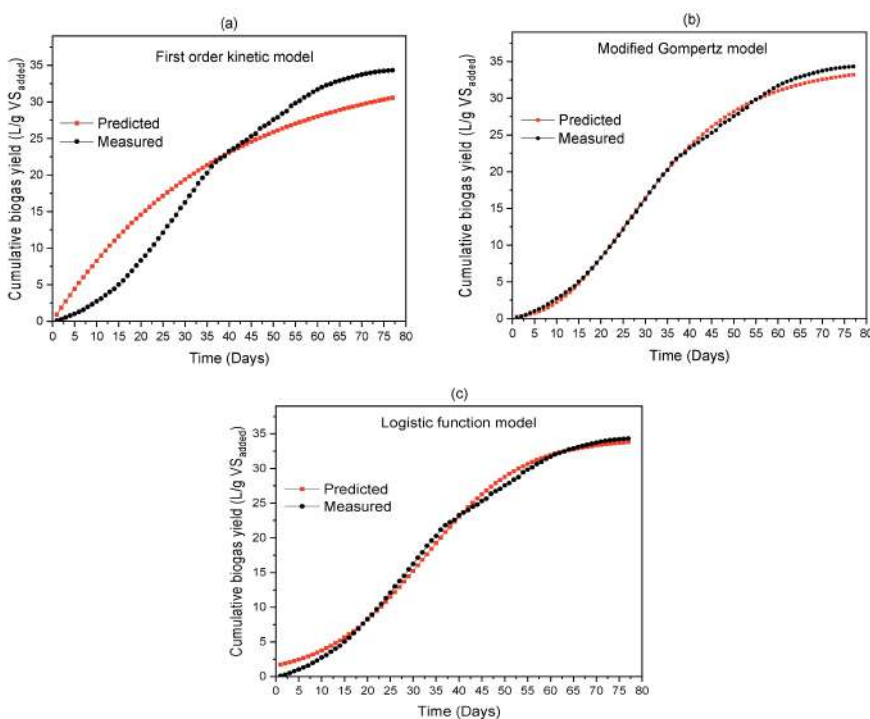 (a)
First order kinetic model
Predicted
Measured
Cumulative biogas yield (L/g VSadded)
35
30
25
20
15
10
5
0
0 5 10 15 20 25 30 35 40 45 50 55 60 65 70 75 80
Time (Days)
(b)
Modified Gompertz model
Predicted
Measured
Cumulative biogas yield (L/g VSadded)
35
30
25
20
15
10
5
0
0 5 10 15 20 25 30 35 40 45 50 55 60 65 70 75 80
Time (Days)
(c)
Logistic function model
Predicted
Measured
Cumulative biogas yield (L/g VSadded)
35
30
25
20
15
10
5
0
0 5 10 15 20 25 30 35 40 45 50 55 60 65 70 75 80
Time (Days)